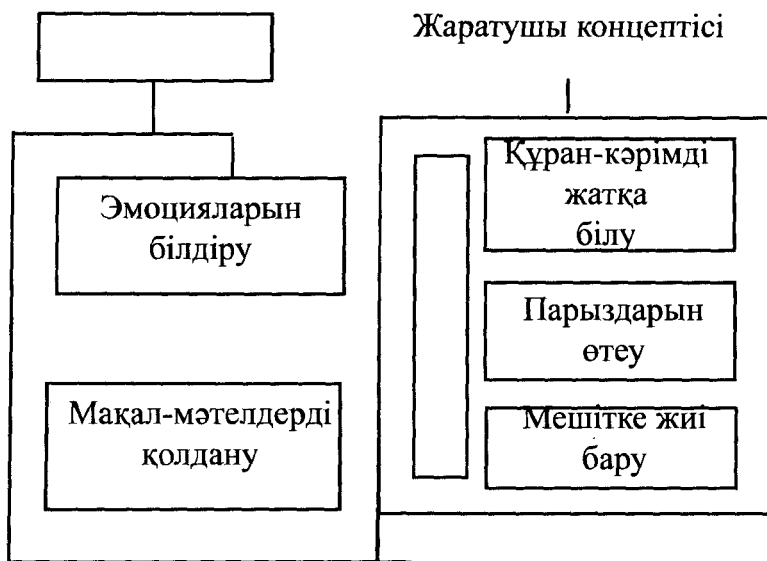 Жаратушы концептісі
Эмоцияларын
білдіру
Мақал-мәтелдерді
қолдану
Құран-кәрімді
жатқа
білу
Парыздарын
өтеу
Мешітке жиі
бару